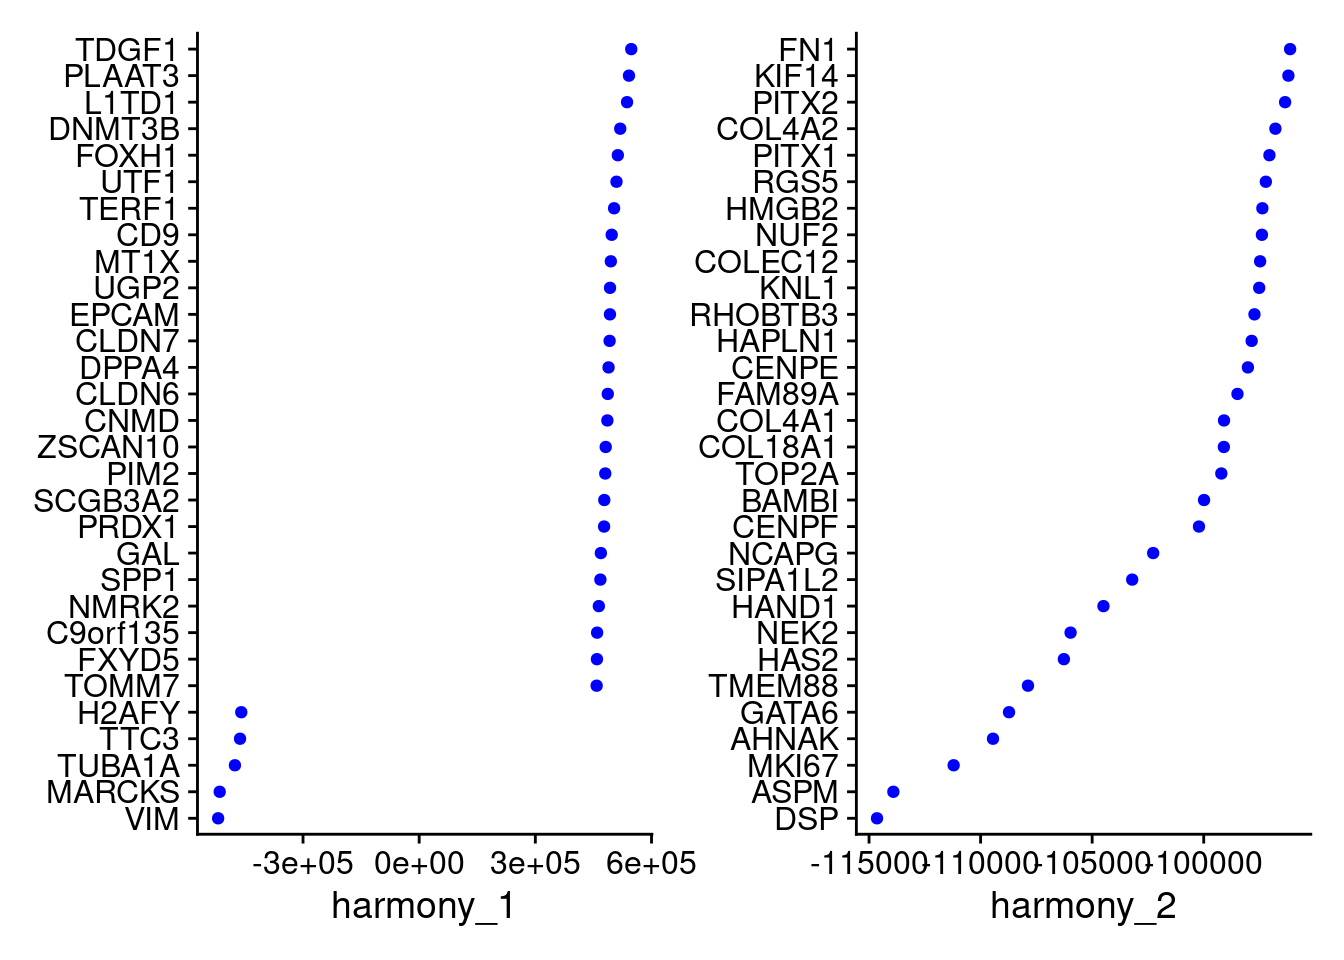 TDGF1
PLAAT3
L1TD1
DNMT3B
FOXH1
UTF1
TERF1
CD9
MT1X
UGP2
EPCAM
CLDN7
DPPA4
CLDN6
CNMD
ZSCAN10
PIM2
SCGB3A2
PRDX1
GAL
SPP1
NMRK2
C9orf135
FXYD5
TOMM7
H2AFY
TTC3
TUBA1A
MARCKS
VIM
-3e+05 0e+00 3e+05 6e+05
harmony_1
FN1
KIF14
PITX2
COL4A2
PITX1
RGS5
HMGB2
NUF2
COLEC12
KNL1
RHOBTB3
HAPLN1
CENPE
FAM89A
COL4A1
COL18A1
TOP2A
BAMBI
CENPF
NCAPG
SIPA1L2
HAND1
NEK2
HAS2
TMEM88
GATA6
AHNAK
MKI67
ASPM
DSP
-115000 -110000 -105000 -100000
harmony_2